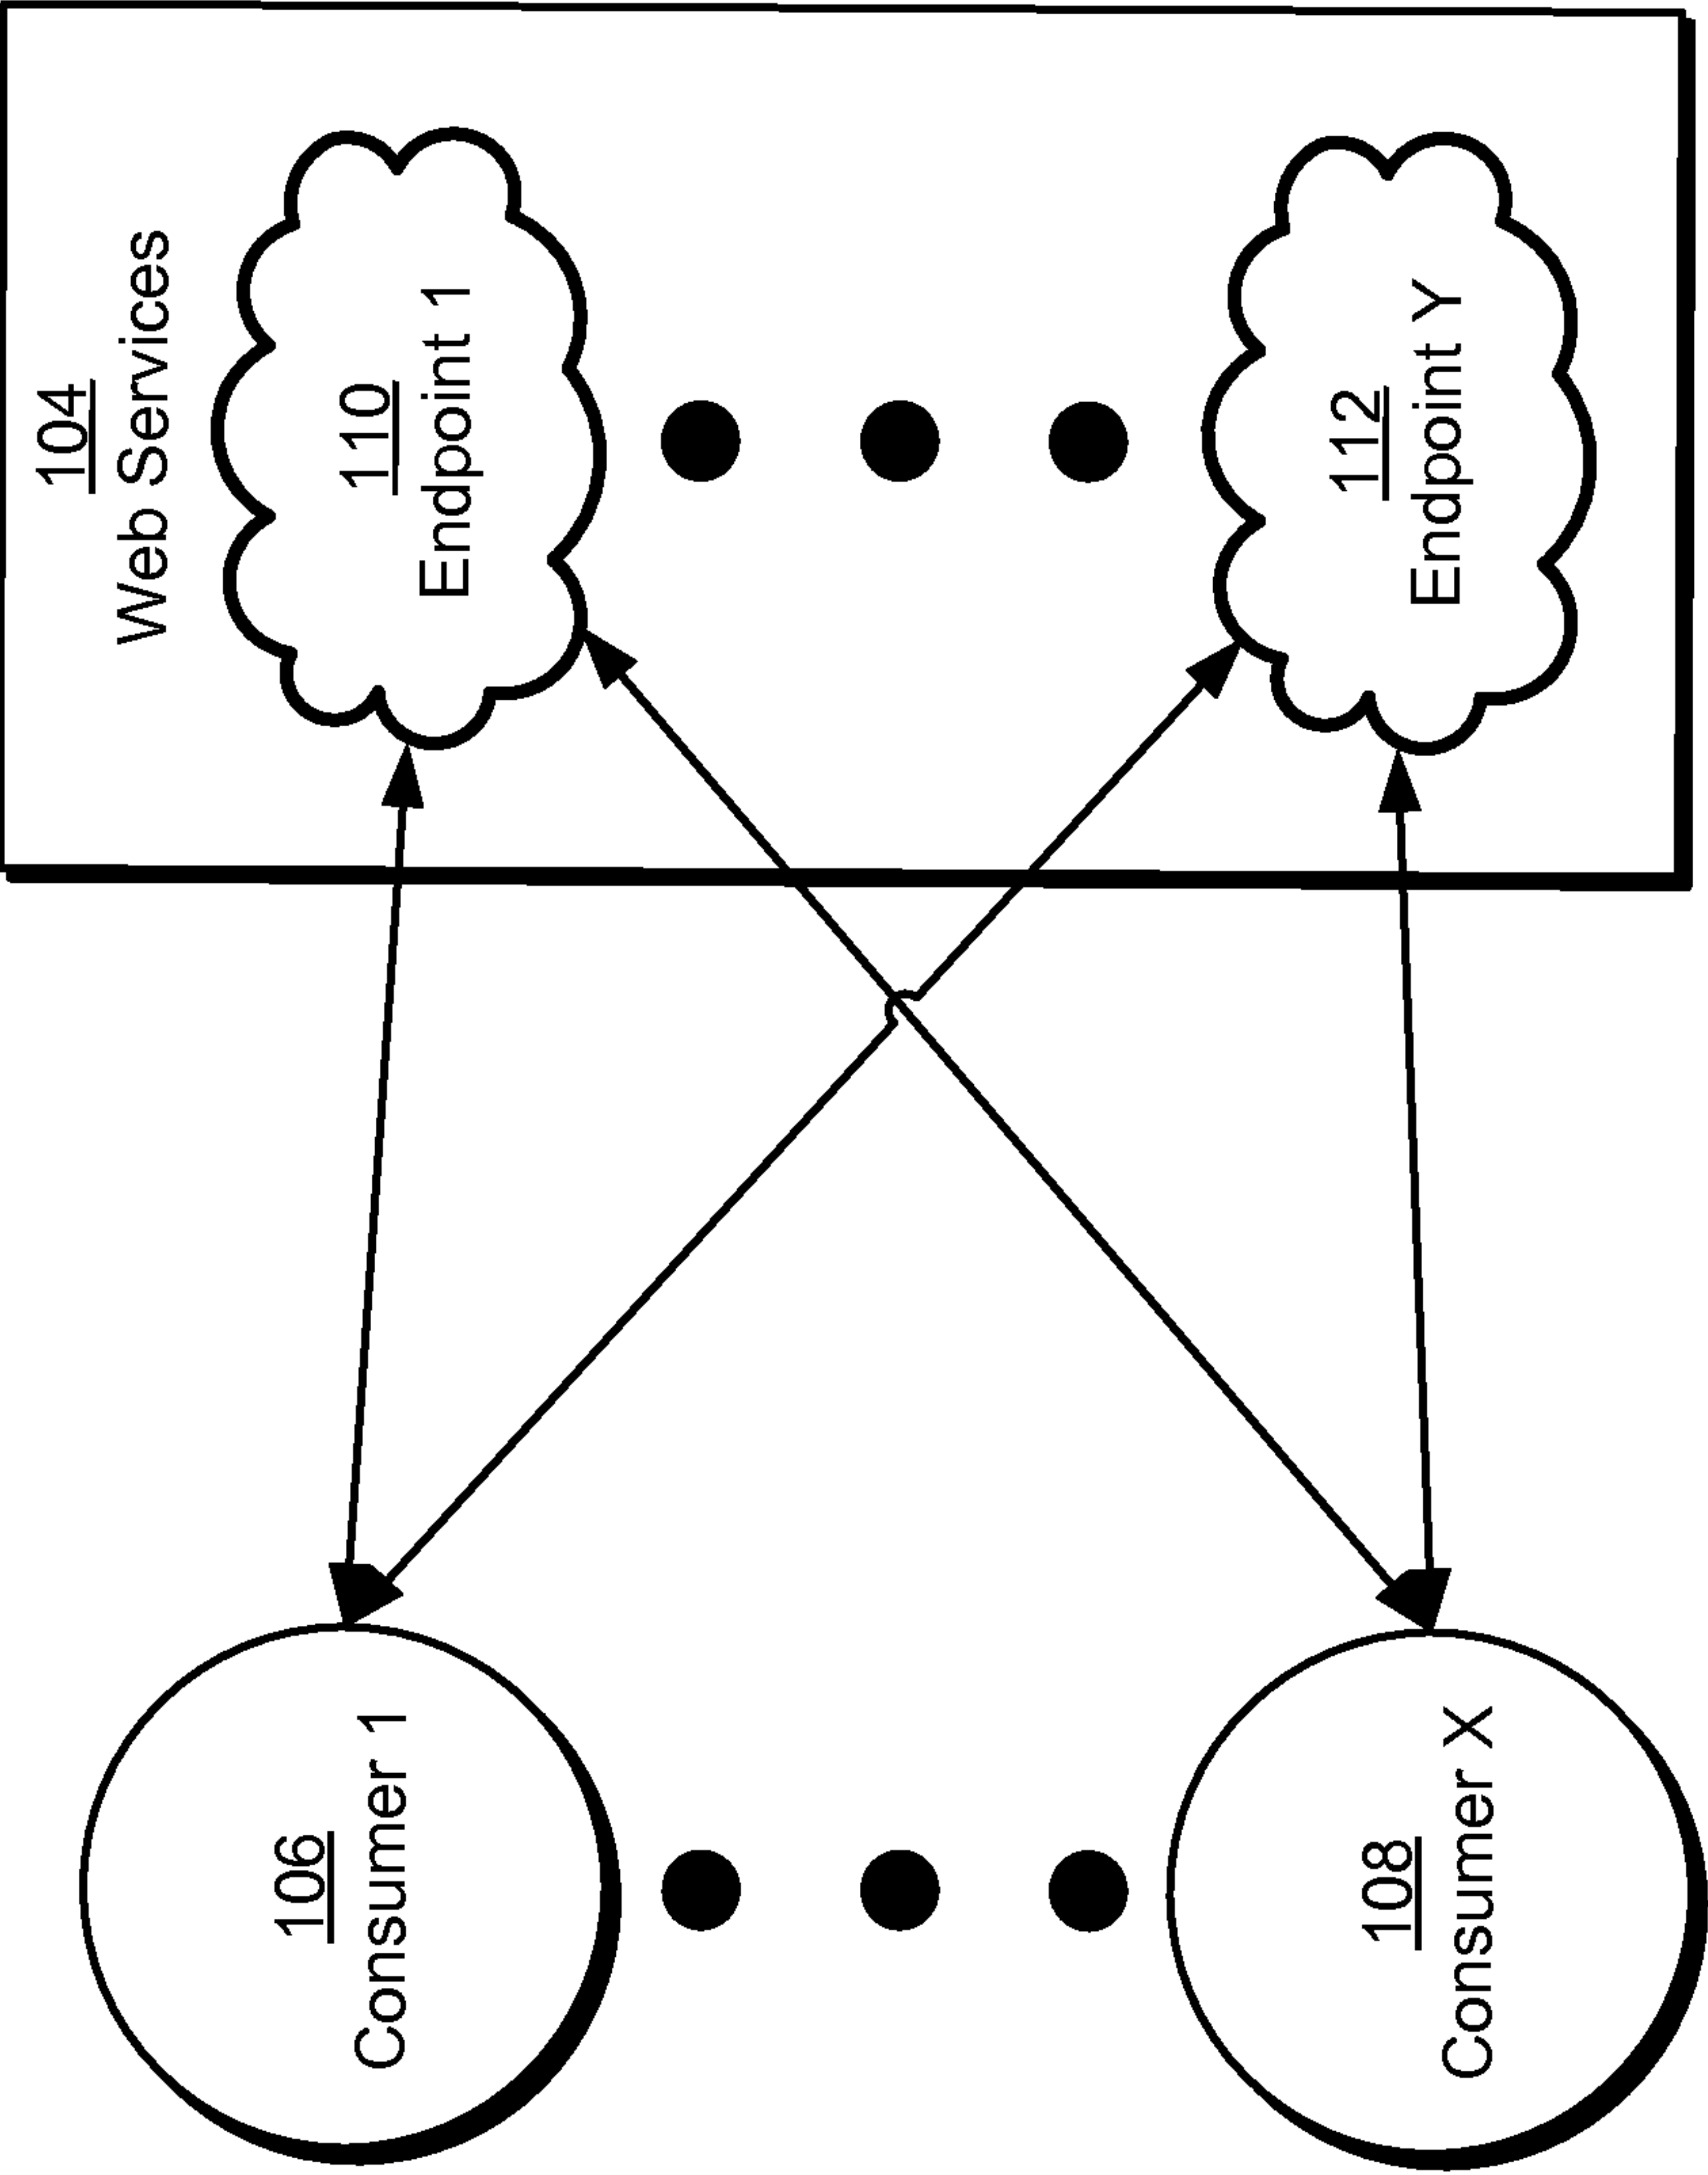 104
Web Services
110
Endpoint 1
112
Endpoint Y
106
Consumer 1
108
Consumer X